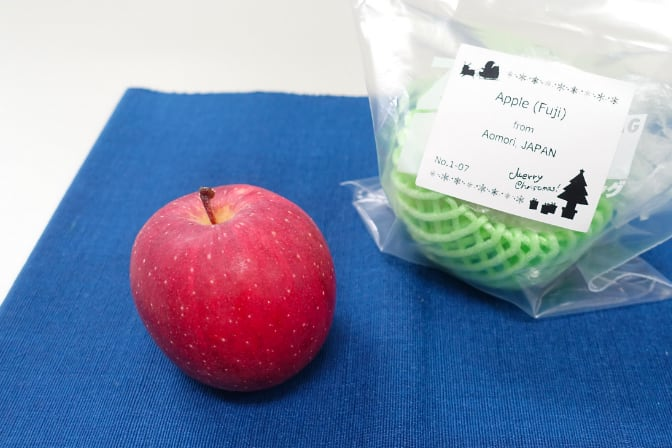 Apple (Fuji)
from
Aomori, JAPAN
No.1-07
Merry
Christmas!